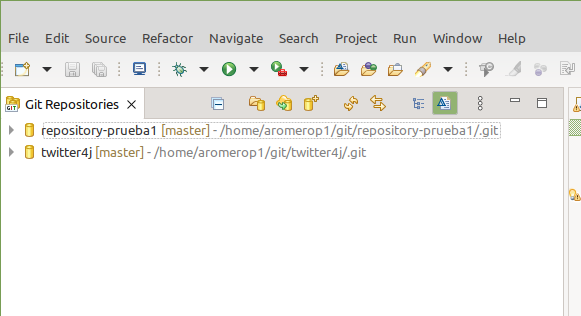 File Source Refactor Navigate Search Project Run Window Help
GIT Git Repositories
repository-prueba1 [master] - /home/aromerop1/git/repository-prueba1/.git
twitter4j [master] - /home/aromerop1/git/twitter4j/.git